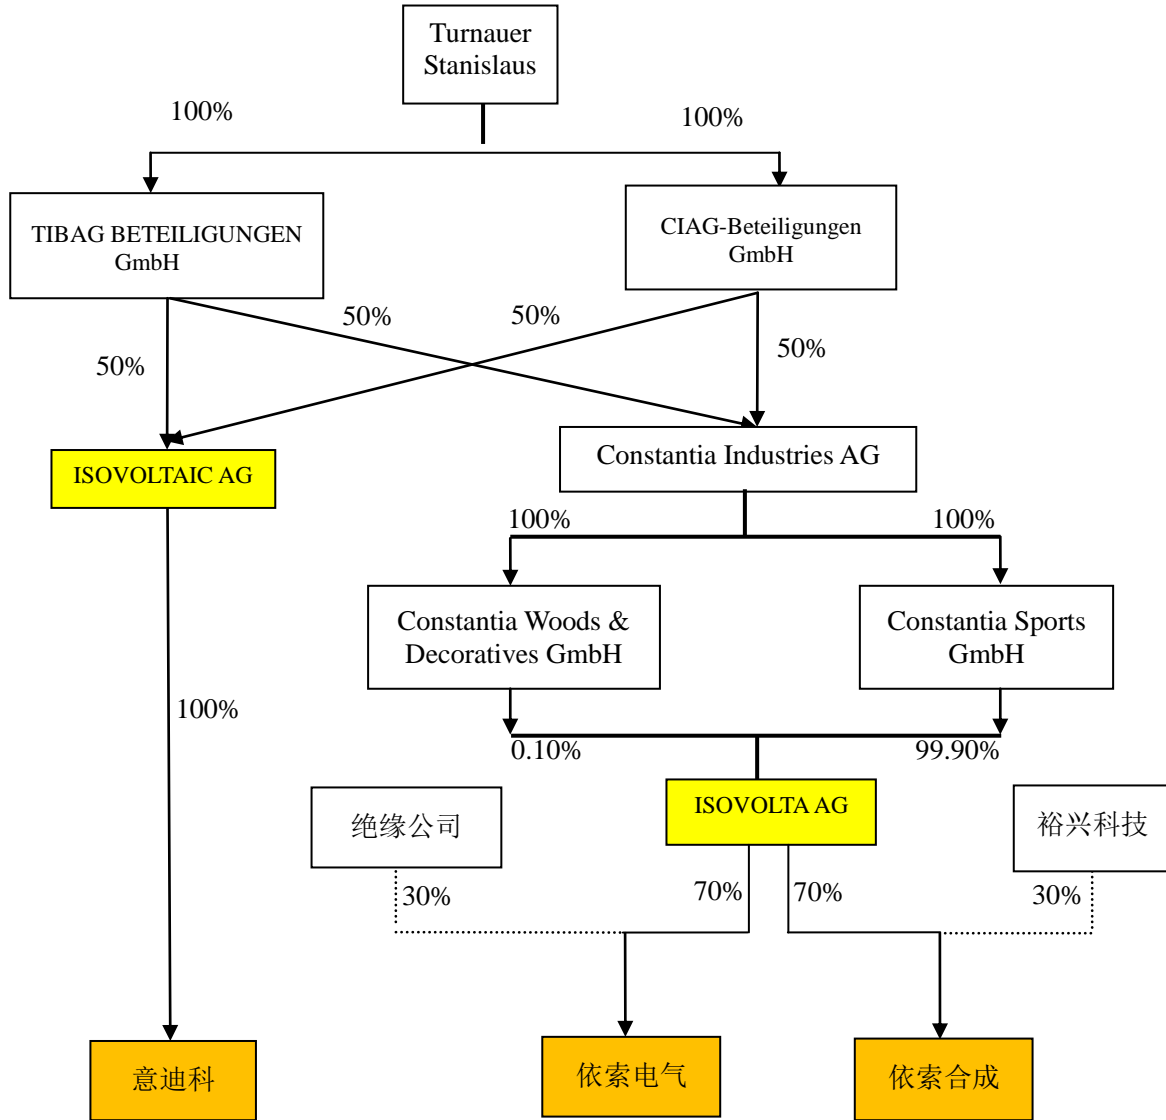 Turnauer
Stanislaus
100%
100%
TIBAG BETEILIGUNGEN
GmbH
CIAG-Beteiligungen
GmbH
50%
50%
50%
50%
ISOVOLTAIC AG
Constantia Industries AG
100%
100%
Constantia Woods &
Decoratives GmbH
Constantia Sports
GmbH
100%
0.10%
99.90%
绝缘公司
ISOVOLTA AG
裕兴科技
30%
70%
70%
30%
意迪科
依索电气
依索合成